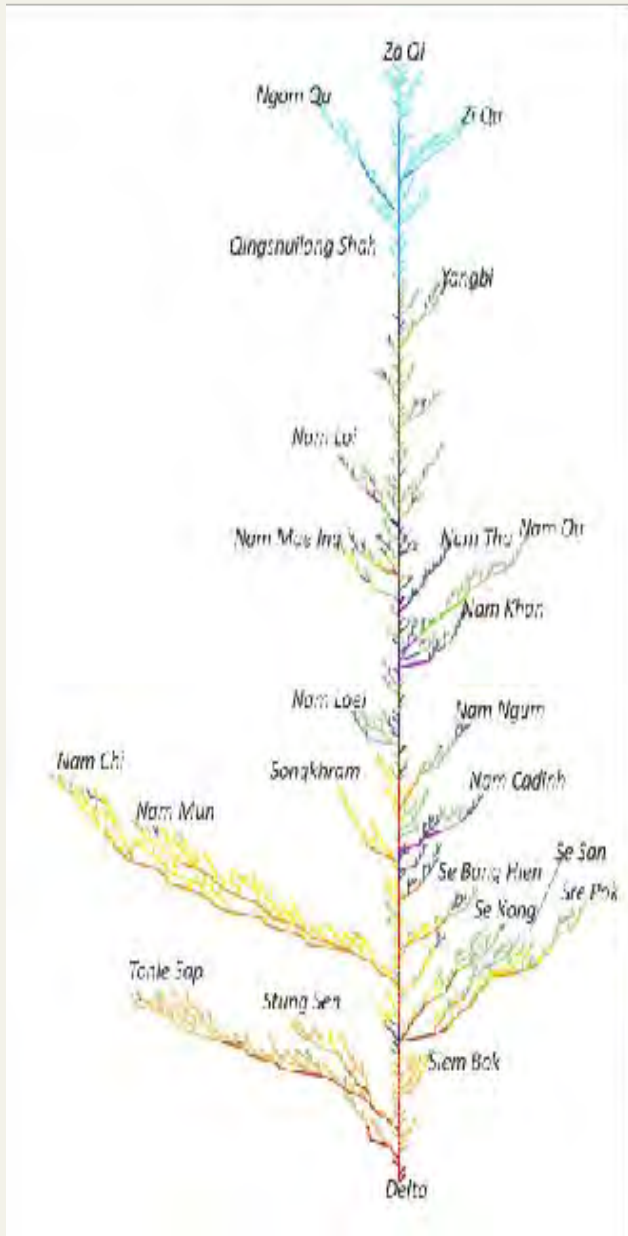 Za Qi
Ngom Qu
Zi Qu
Qingshuilang Shah
Yangbi
Nam Loi
Nam Mae Ing
Nam Tha
Nam Ou
Nam Khan
Nam Loei
Nam Ngum
Nam Chi
Songkhram
Nam Cadinh
Nam Mun
Se Bang Hien
Se San
Se Kong
Sre Pok
Tonle Sap
Stung Sen
Siem Bok
Delta